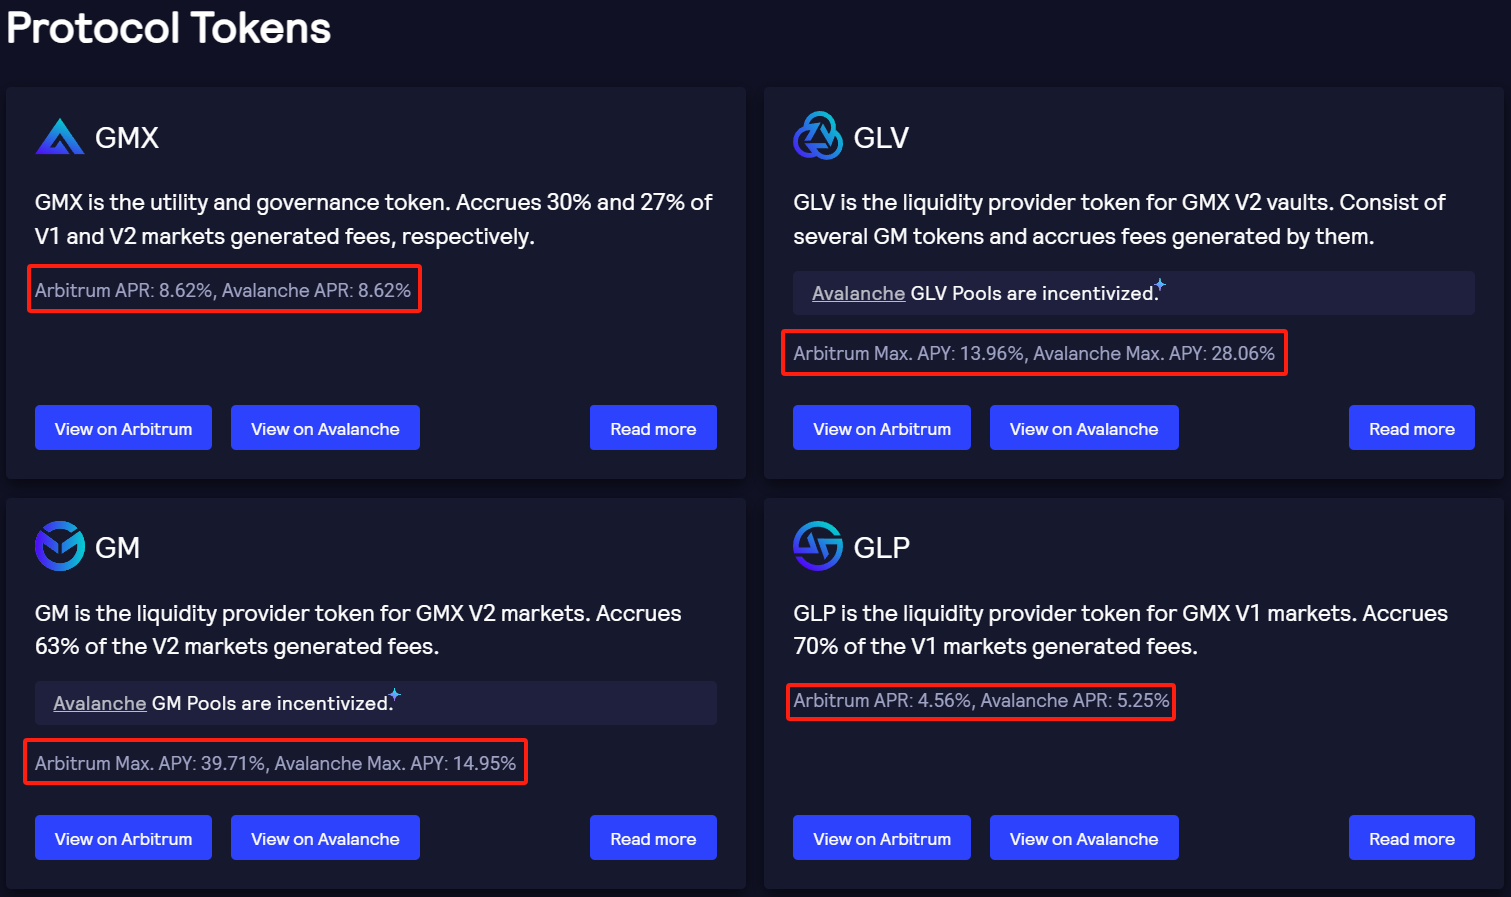 Protocol Tokens
GMX
GMX is the utility and governance token. Accrues 30% and 27% of
V1 and V2 markets generated fees, respectively.
Arbitrum APR: 8.62%, Avalanche APR: 8.62%
View on Arbitrum
View on Avalanche
Read more
GLV
GLV is the liquidity provider token for GMX V2 vaults. Consist of
several GM tokens and accrues fees generated by them.
Avalanche GLV Pools are incentivized.
Arbitrum Max. APY: 13.96%, Avalanche Max. APY: 28.06%
View on Arbitrum
View on Avalanche
Read more
GM
GM is the liquidity provider token for GMX V2 markets. Accrues
63% of the V2 markets generated fees.
Avalanche GM Pools are incentivized.
Arbitrum Max. APY: 39.71%, Avalanche Max. APY: 14.95%
View on Arbitrum
View on Avalanche
Read more
GLP
GLP is the liquidity provider token for GMX V1 markets. Accrues
70% of the V1 markets generated fees.
Arbitrum APR: 4.56%, Avalanche APR: 5.25%
View on Arbitrum
View on Avalanche
Read more